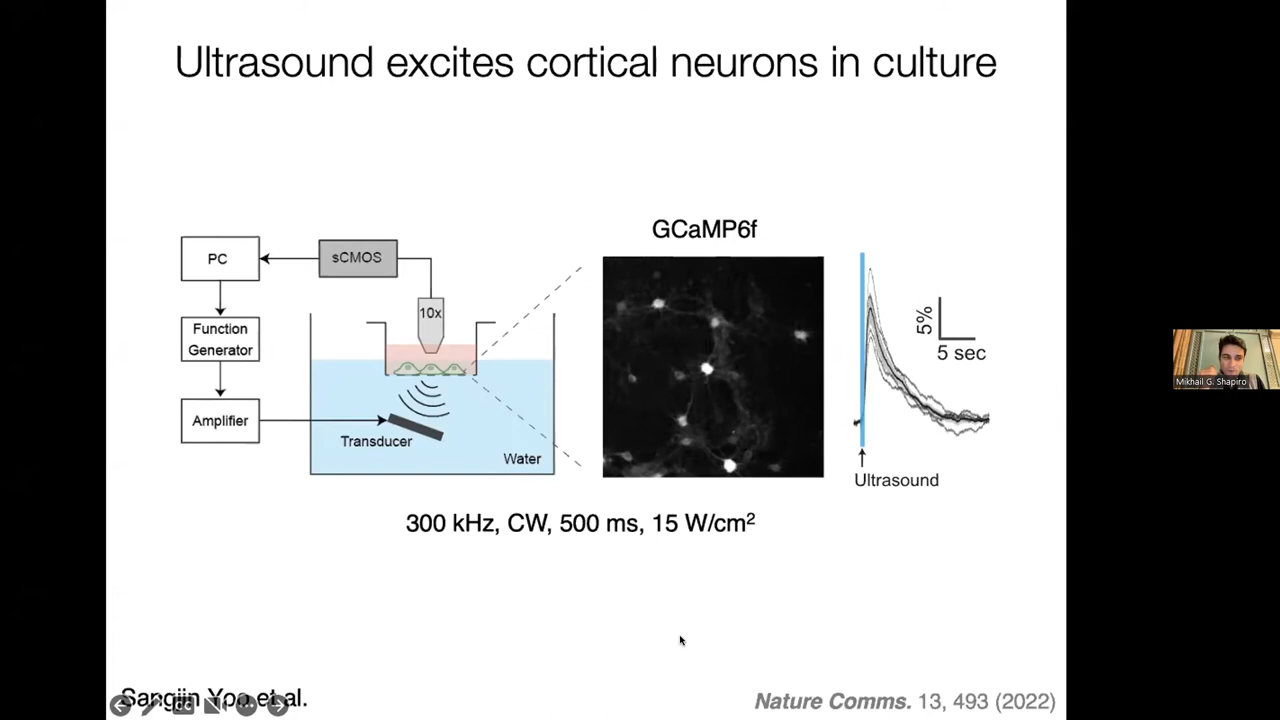 Ultrasound excites cortical neurons in culture
PC
sCMOS
Function
Generator
Amplifier
10x
Transducer
Water
GCaMP6f
5%
5 sec
Ultrasound
300 kHz, CW, 500 ms, 15 W/cm²
Sangjin Yoo et al.
Nature Comms. 13, 493 (2022)
Mikhail G. Shapiro